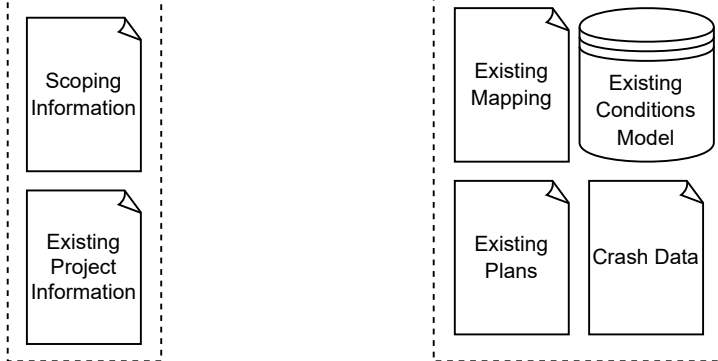 Scoping
Information
Existing
Project
Information
Existing
Mapping
Existing
Conditions
Model
Existing
Plans
Crash Data